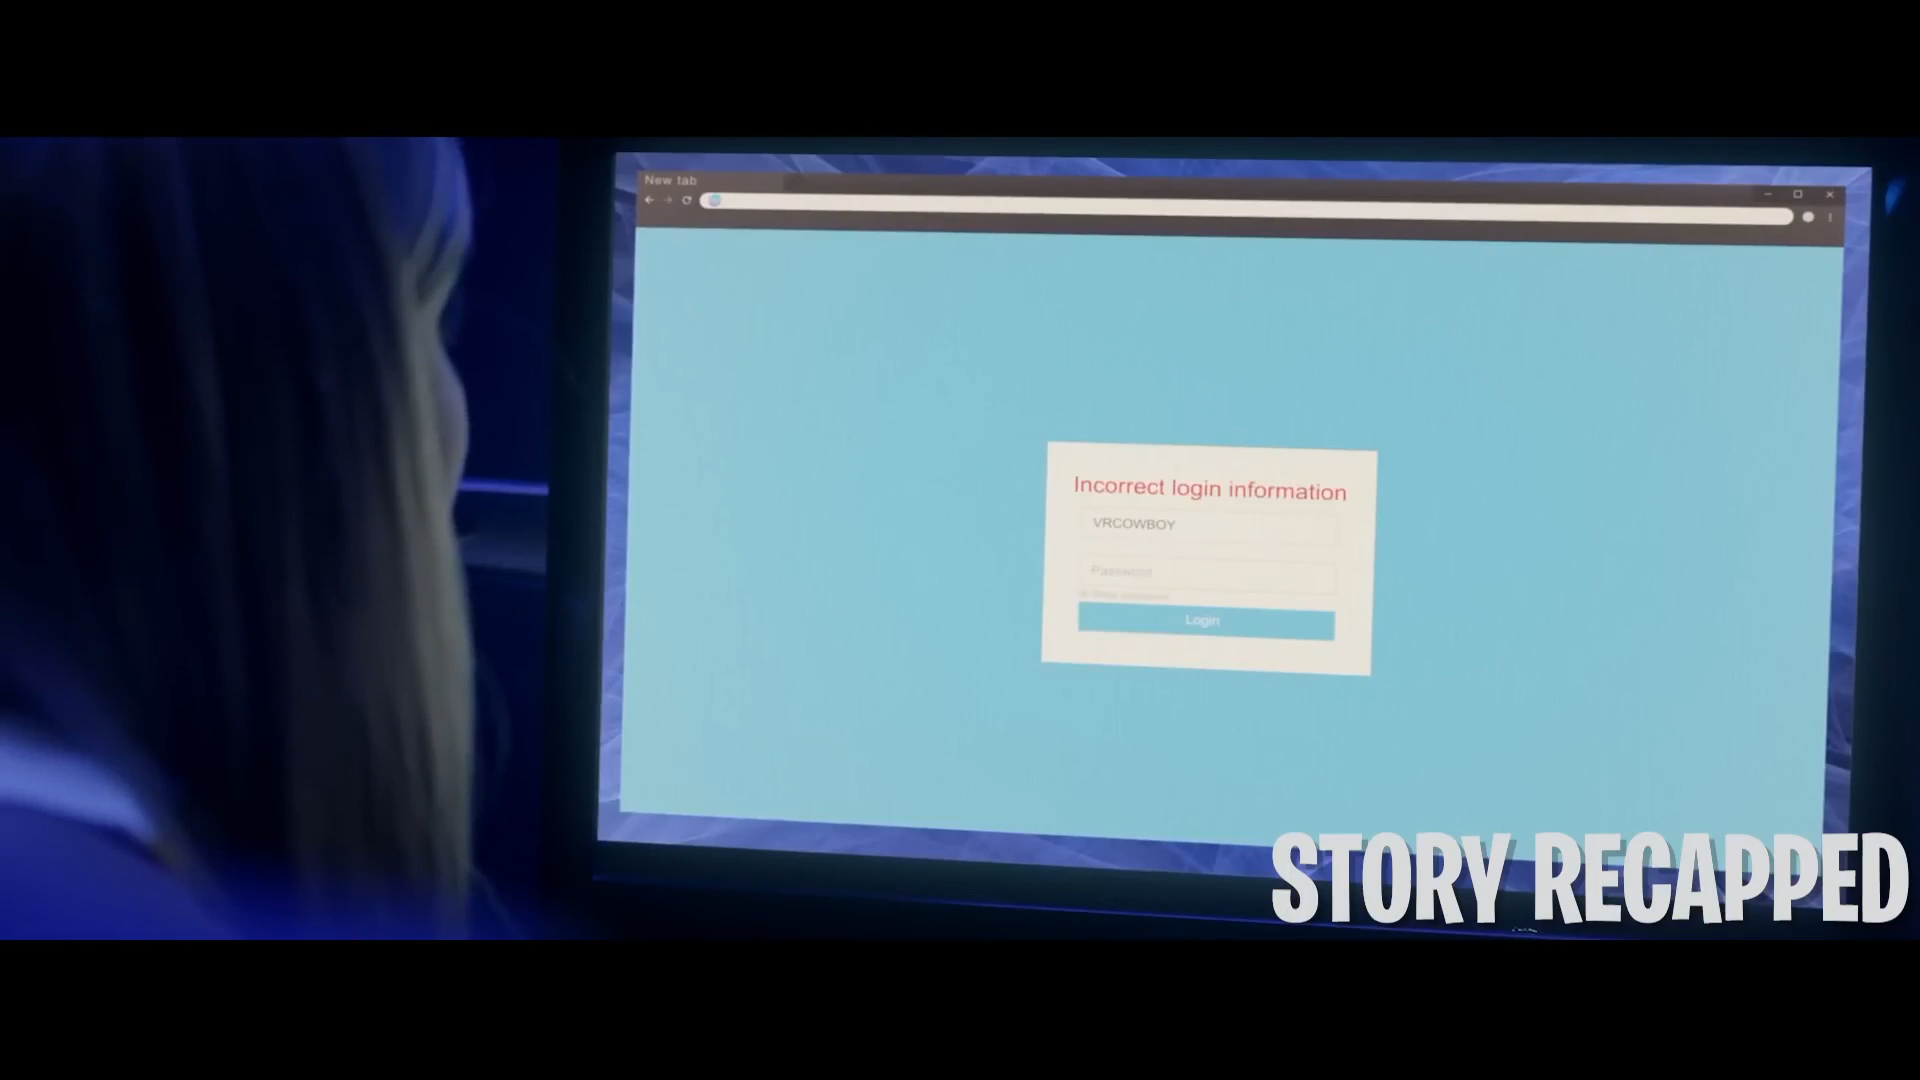 New tab
Incorrect login information
VRCOWBOY
Password
Login
STORY RECAPPED